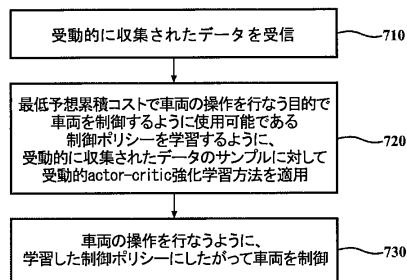 受動的に収集されたデータを受信
710
最低予想累積コストで車両の操作を行なう目的で
車両を制御するように使用可能である
制御ポリシーを学習するように、
受動的に収集されたデータのサンプルに対して
受動的actor-critic強化学習方法を適用
720
車両の操作を行なうように、
学習した制御ポリシーにしたがって車両を制御
730